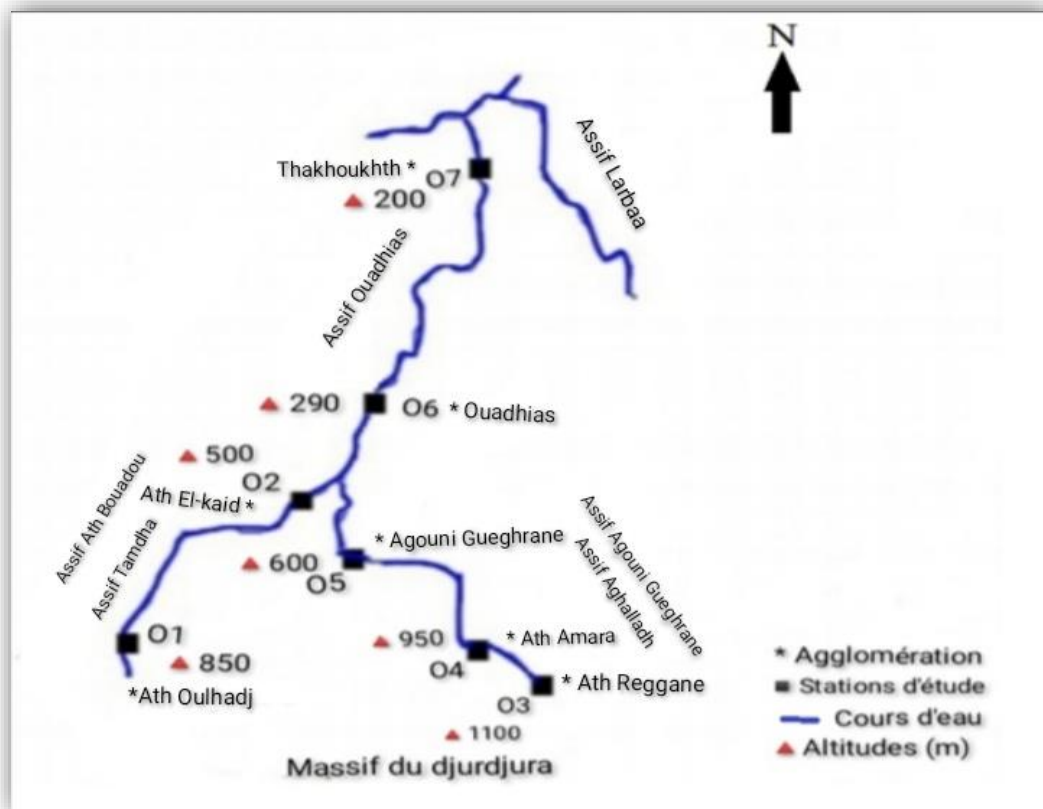 N
Assif Larbaa
Thakhoukhth *
O7
200
Assif Ouadhias
290
O6 * Ouadhias
500
O2
Ath El-kaid *
Assif Ath Bouadou
Assif Tamdha
* Agouni Gueghrane
600
O5
Assif Agouni Gueghrane
Assif Aghalladh
O1
850
*Ath Oulhadj
950
* Ath Amara
O4
* Ath Reggane
O3
1100
Massif du djurdjura
* Agglomération
Stations d'étude
Cours d'eau
Altitudes (m)